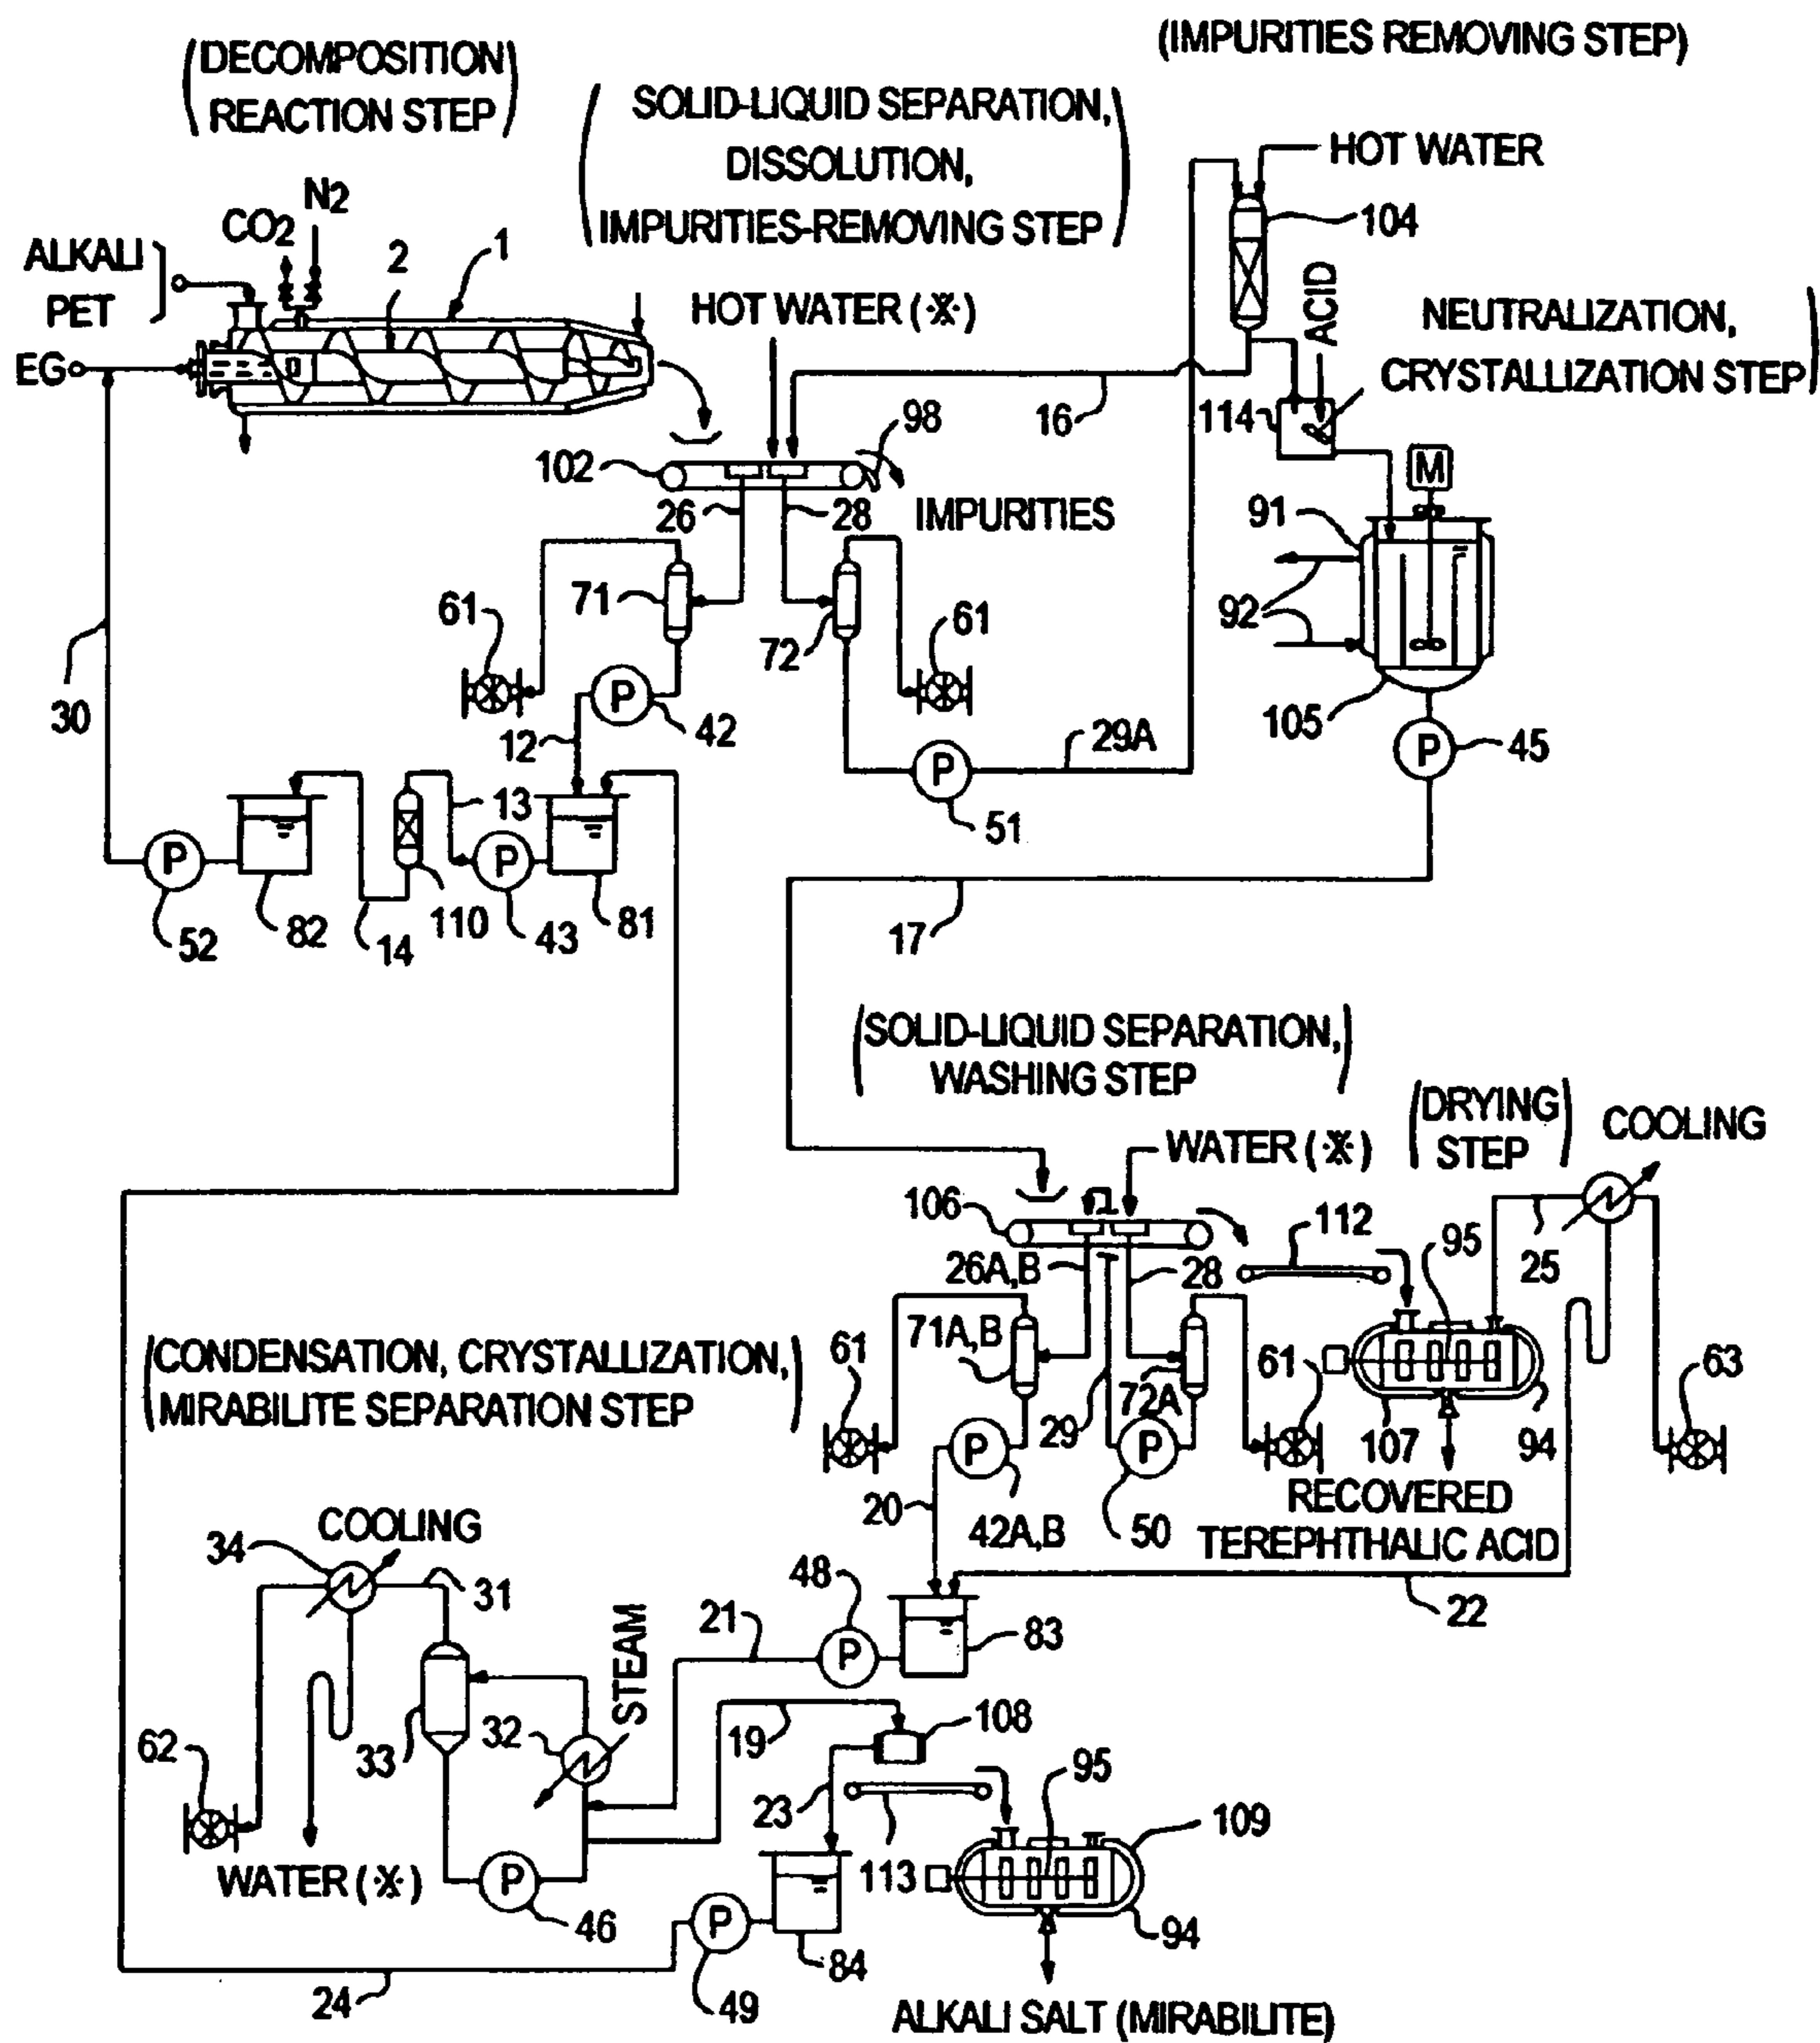 (IMPURITIES REMOVING STEP)
(DECOMPOSITION
REACTION STEP)
(SOLID-LIQUID SEPARATION,
DISSOLUTION,
IMPURITIES-REMOVING STEP)
HOT WATER
N2
CO2
104
ALKALI
PET
2
1
ACID
HOT WATER (※)
NEUTRALIZATION,
CRYSTALLIZATION STEP)
EG
16
114
98
102
M
26
28
IMPURITIES
91
71
61
72
61
92
30
12
42
29A
105
P
P
P
45
13
51
P
P
52
82
14
110
43
81
17
(SOLID-LIQUID SEPARATION,
WASHING STEP)
(DRYING
STEP)
COOLING
WATER (※)
106
112
95
25
26A,B
28
71A,B
(CONDENSATION, CRYSTALLIZATION,
MIRABILITE SEPARATION STEP)
61
61
63
72A
29
107
94
P
P
RECOVERED
TEREPHTHALIC ACID
20
42A,B
50
COOLING
34
31
48
22
STEAM
21
83
P
19
108
62
33
32
23
95
109
WATER (※)
113
P
46
P
84
94
24
49
ALKALI SALT (MIRABILITE)